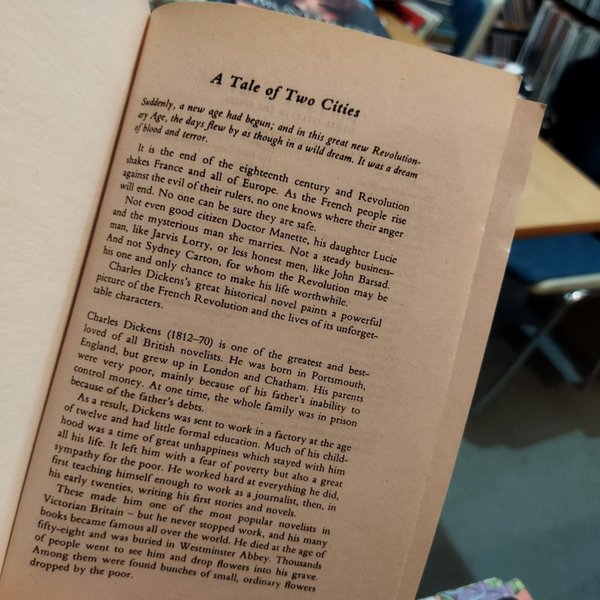 A Tale of Two Cities
Suddenly, a new age had begun; and in this great new Revolution-
ary Age, the days flew by as though in a wild dream. It was a dream
of blood and terror.
It is the end of the eighteenth century and Revolution
shakes France and all of Europe. As the French people rise
against the evil of their rulers, no one knows where their anger
will end. No one can be sure they are safe.
Not even good citizen Doctor Manette, his daughter Lucie
and the mysterious man she marries. Not a steady business-
man, like Jarvis Lorry, or less honest men, like John Barsad.
And not Sydney Carton, for whom the Revolution may be
his one and only chance to make his life worthwhile.
Charles Dickens's great historical novel paints a powerful
picture of the French Revolution and the lives of its unforget-
table characters.
Charles Dickens (1812–70) is one of the greatest and best-
loved of all British novelists. He was born in Portsmouth,
England, but grew up in London and Chatham. His parents
were very poor, mainly because of his father's inability to
control money. At one time, the whole family was in prison
because of the father's debts.
As a result, Dickens was sent to work in a factory at the age
of twelve and had little formal education. Much of his child-
hood was a time of great unhappiness which stayed with him
all his life. It left him with a fear of poverty but also a great
sympathy for the poor. He worked hard at everything he did,
first teaching himself enough to work as a journalist, then, in
his early twenties, writing his first stories and novels.
These made him one of the most popular novelists in
Victorian Britain – but he never stopped work, and his many
books became famous all over the world. He died at the age of
fifty-eight and was buried in Westminster Abbey. Thousands
of people went to see him and drop flowers into his grave.
Among them were found bunches of small, ordinary flowers
dropped by the poor.